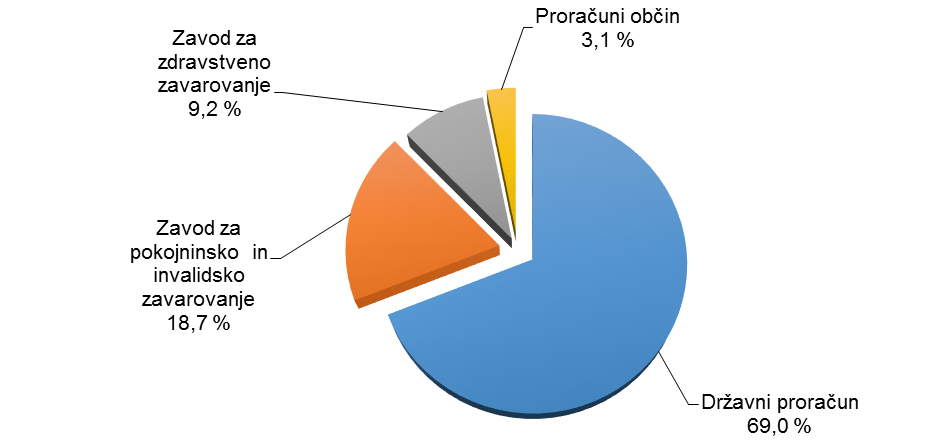 Proračuni občin
3,1 %
Zavod za
zdravstveno
zavarovanje
9,2 %
Zavod za
pokojninsko in
invalidsko
zavarovanje
18,7 %
Državni proračun
69,0 %